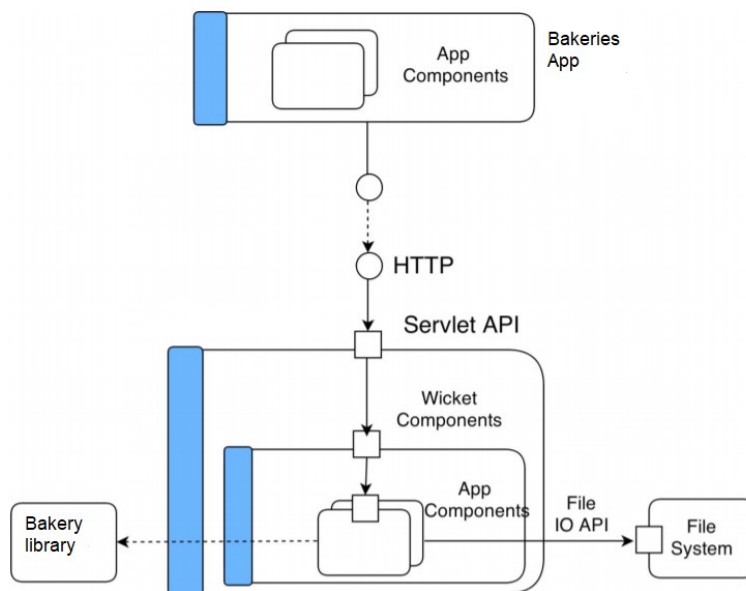 App
Components
Bakeries
App
HTTP
Servlet API
Wicket
Components
App
Components
File
IO API
Bakery
library
File
System